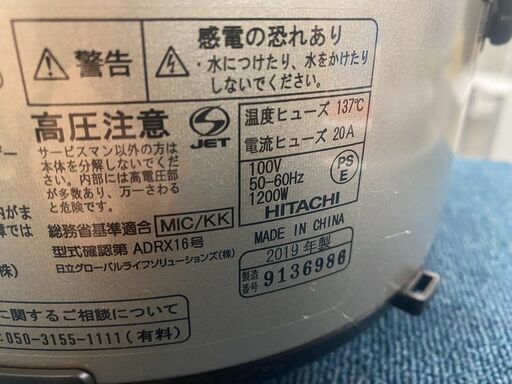 警告
感電の恐れあり
・水につけたり、水をかけたり
しないでください。
高圧注意
サービスマン以外の方は
本体を分解しないでくだ
さい。内部には高電圧部
が多数あり、万一さわる
と危険です。
JET
温度ヒューズ 137℃
電流ヒューズ 20A
100V
50-60Hz
1200W
PS
E
HITACHI
MADE IN CHINA
2019年製
製造
番号 9136986
総務省基準適合 MIC/KK
型式確認第 ADRX16号
日立グローバルライフソリューションズ(株)
に関するご相談について
:050-3155-1111(有料)